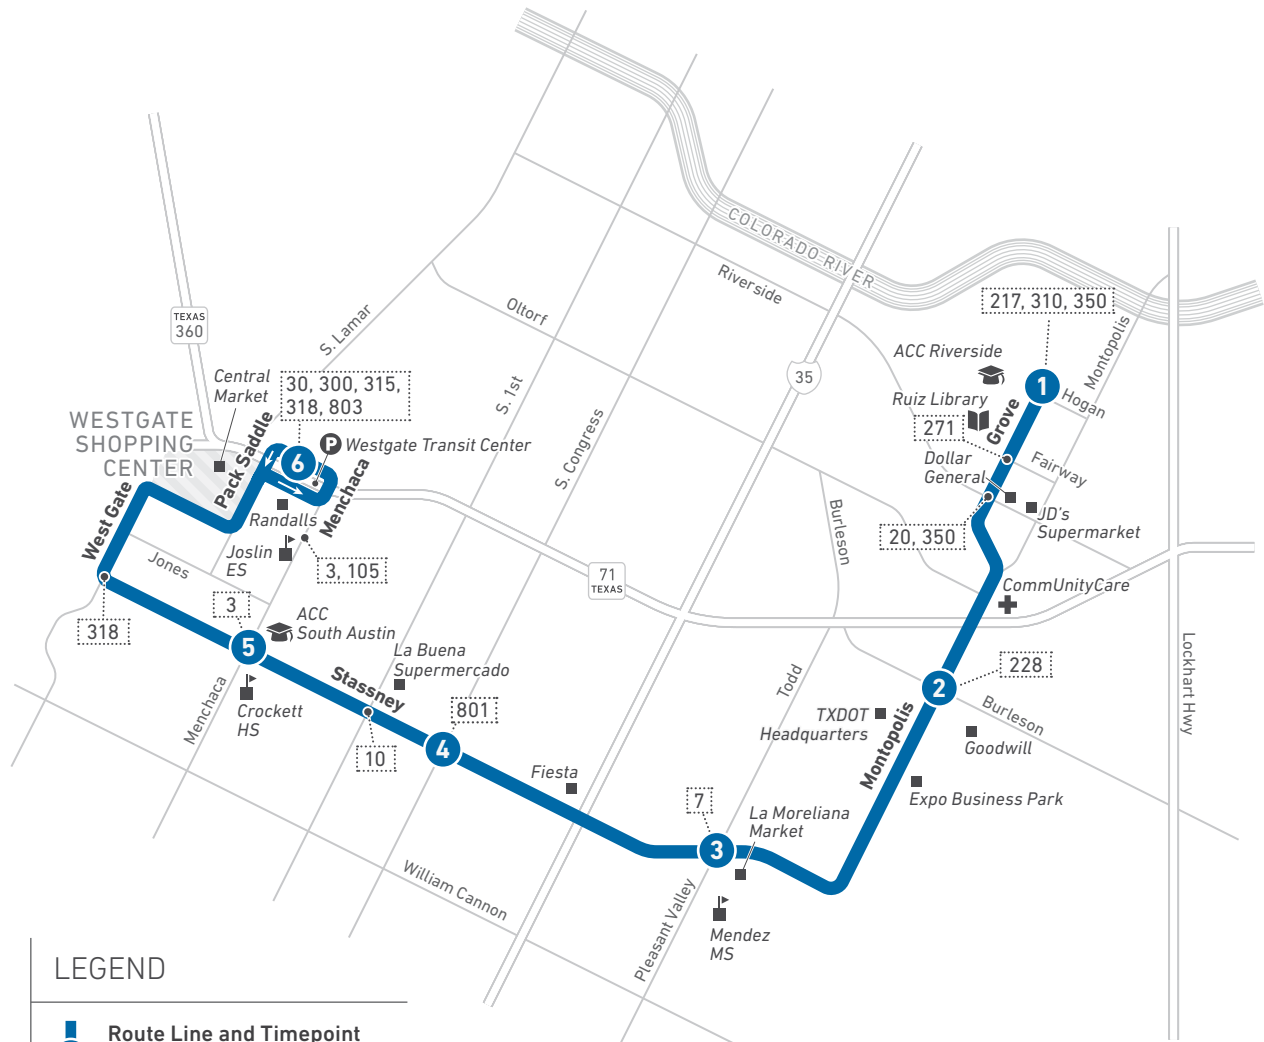 COLORADO RIVER
Riverside
217, 310, 350
TEXAS
360
S. Lamar
Oltorf
Montopolis
ACC Riverside
1
Hogan
35
Central
Market
30, 300, 315,
318, 803
S. 1st
Ruiz Library
Grove
271
WESTGATE
SHOPPING
CENTER
Pack Saddle
6
P
Westgate Transit Center
S. Congress
Dollar
General
Fairway
West Gate
Randalls
Menchaca
JD's
Supermarket
20, 350
Burleson
Jones
Joslin
ES
3, 105
71
TEXAS
CommUnityCare
318
3
ACC
South Austin
5
La Buena
Supermercado
228
2
Lockhart Hwy
Stassney
Todd
Menchaca
Crockett
HS
801
TXDOT
Headquarters
Burleson
Montopolis
Goodwill
10
4
Fiesta
7
Expo Business Park
La Moreliana
Market
3
William Cannon
Pleasant Valley
Mendez
MS
LEGEND
Route Line and Timepoint